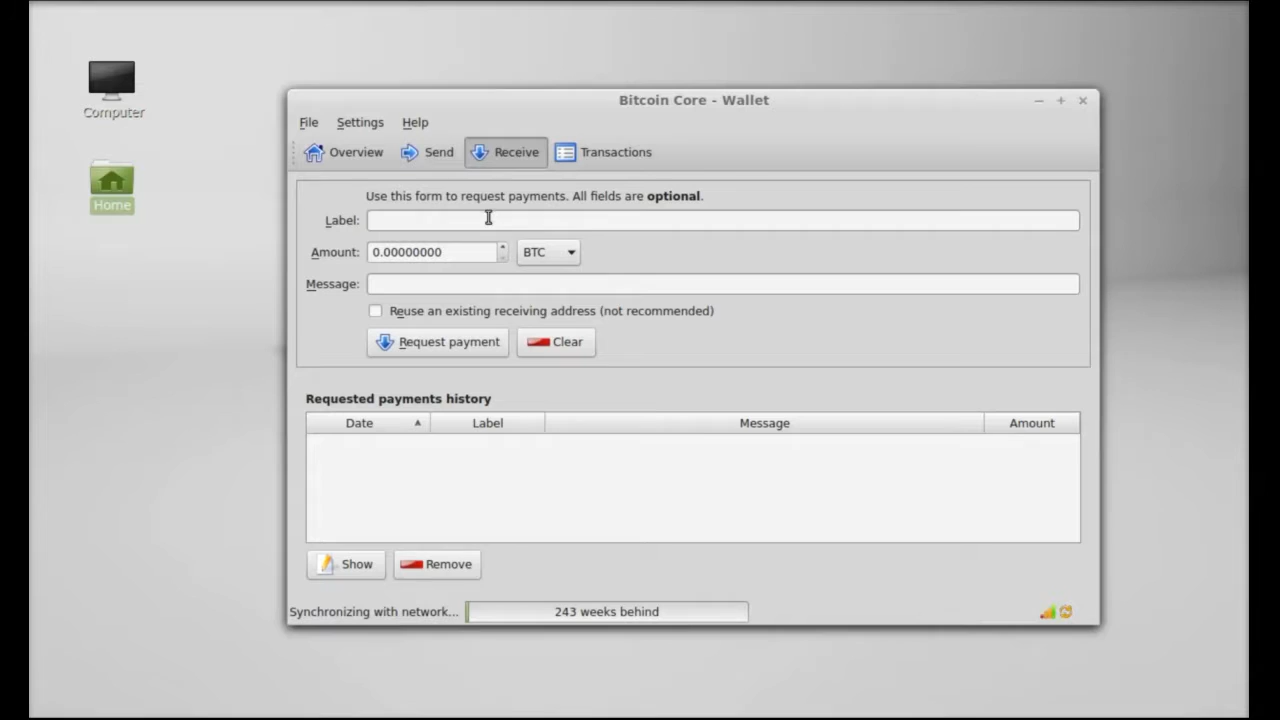 Computer
Home
Bitcoin Core - Wallet
File Settings Help
Overview Send Receive Transactions
Use this form to request payments. All fields are optional.
Label:
Amount: 0.00000000 BTC
Message:
Reuse an existing receiving address (not recommended)
Request payment Clear
Requested payments history
Date Label Message Amount
Show Remove
Synchronizing with network... 243 weeks behind